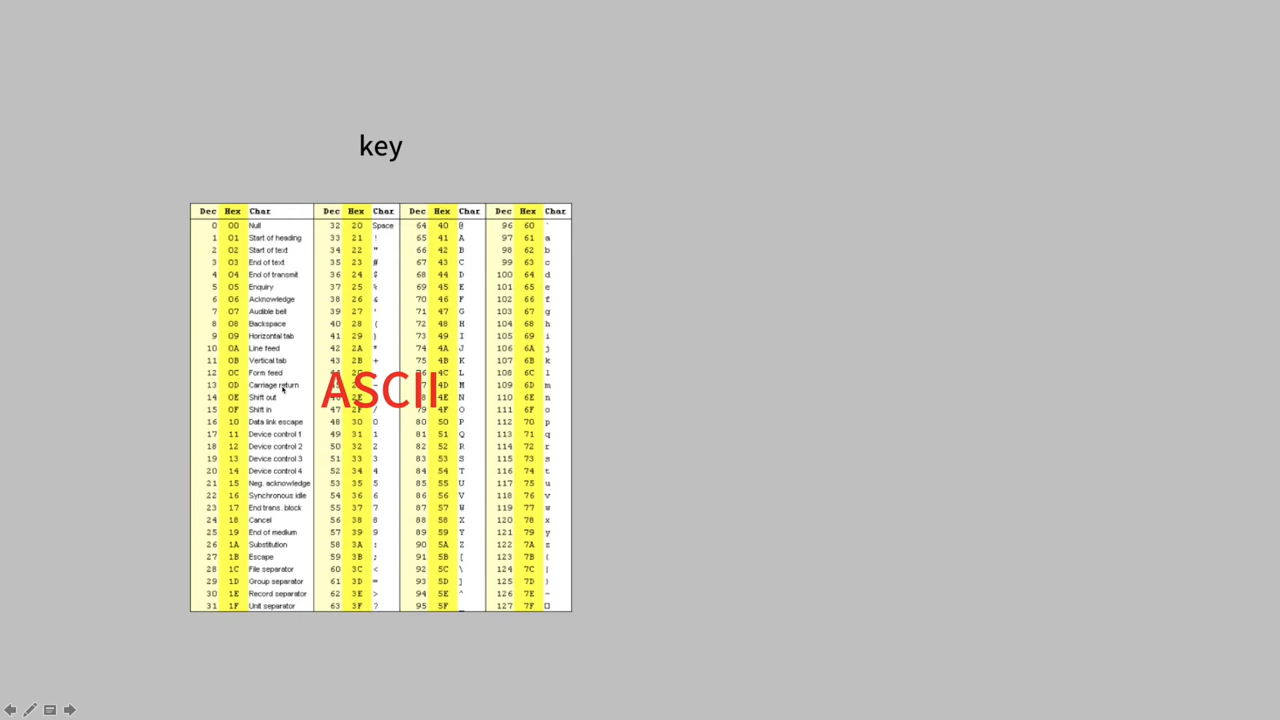 key
Dec Hex Char Dec Hex Char Dec Hex Char Dec Hex Char
0 00 Null 32 20 Space 64 40 @ 96 60 `
1 01 Start of heading 33 21 ! 65 41 A 97 61 a
2 02 Start of text 34 22 " 66 42 B 98 62 b
3 03 End of text 35 23 # 67 43 C 99 63 c
4 04 End of transmit 36 24 $ 68 44 D 100 64 d
5 05 Enquiry 37 25 % 69 45 E 101 65 e
6 06 Acknowledge 38 26 & 70 46 F 102 66 f
7 07 Audible bell 39 27 ' 71 47 G 103 67 g
8 08 Backspace 40 28 ( 72 48 H 104 68 h
9 09 Horizontal tab 41 29 ) 73 49 I 105 69 i
10 0A Line feed 42 2A * 74 4A J 106 6A j
11 0B Vertical tab 43 2B + 75 4B K 107 6B k
12 0C Form feed L 108 6C l
13 0D Carriage return - 4D M 109 6D m
ASCII
14 0E Shift out 4E N 110 6E n
15 0F Shift in 47 2F / 79 4F O 111 6F o
16 10 Data link escape 48 30 0 80 50 P 112 70 p
17 11 Device control 1 49 31 1 81 51 Q 113 71 q
18 12 Device control 2 50 32 2 82 52 R 114 72 r
19 13 Device control 3 51 33 3 83 53 S 115 73 s
20 14 Device control 4 52 34 4 84 54 T 116 74 t
21 15 Neg. acknowledge 53 35 5 85 55 U 117 75 u
22 16 Synchronous idle 54 36 6 86 56 V 118 76 v
23 17 End trans. block 55 37 7 87 57 W 119 77 w
24 18 Cancel 56 38 8 88 58 X 120 78 x
25 19 End of medium 57 39 9 89 59 Y 121 79 y
26 1A Substitution 58 3A : 90 5A Z 122 7A z
27 1B Escape 59 3B ; 91 5B [ 123 7B {
28 1C File separator 60 3C < 92 5C \ 124 7C |
29 1D Group separator 61 3D = 93 5D ] 125 7D }
30 1E Record separator 62 3E > 94 5E ^ 126 7E ~
31 1F Unit separator 63 3F ? 95 5F _ 127 7F □